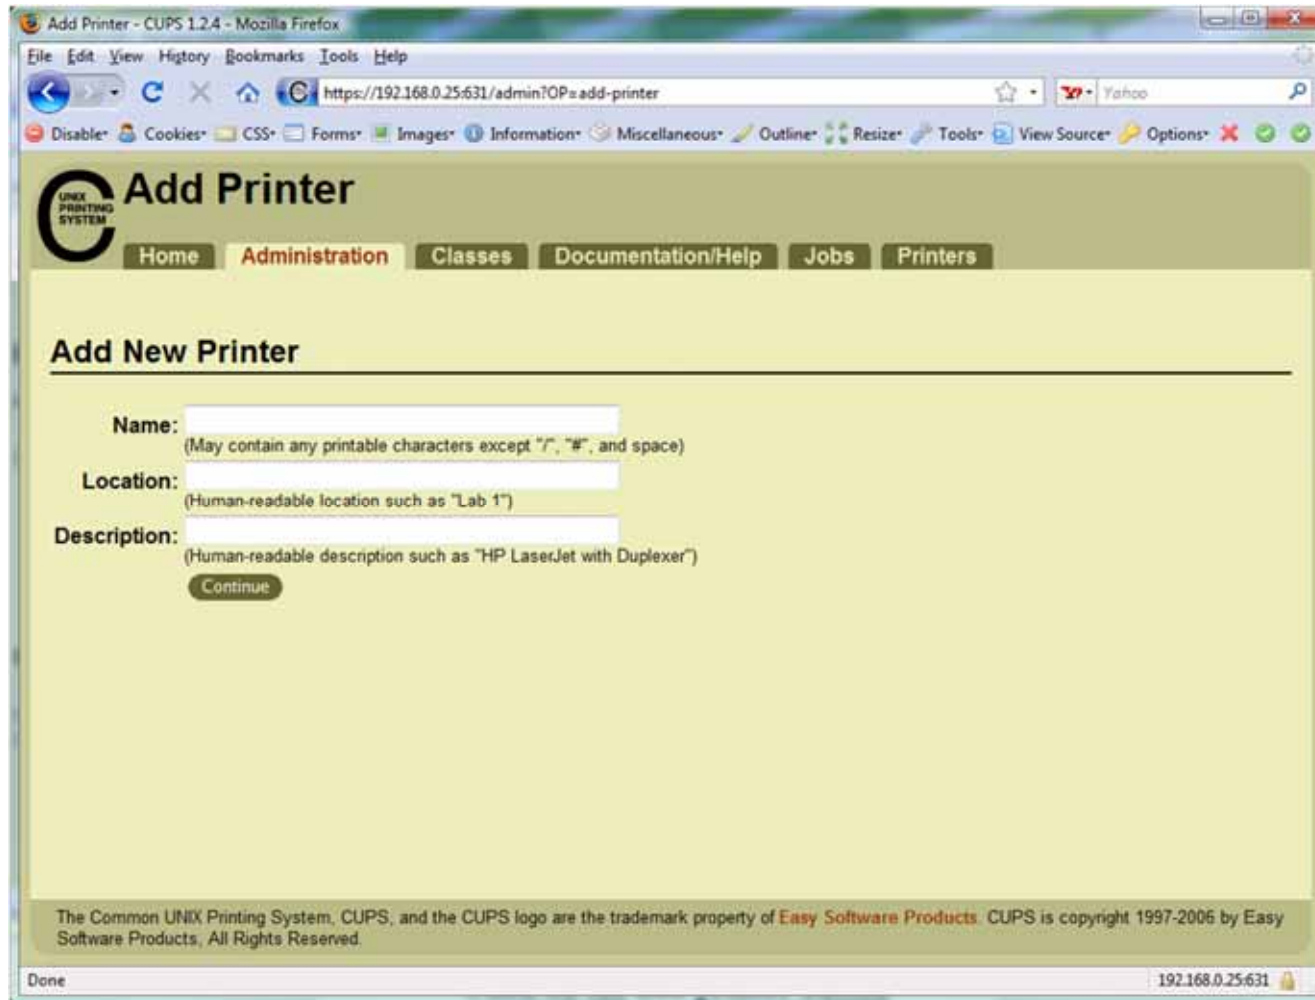 Add Printer - CUPS 1.2.4 - Mozilla Firefox
File Edit View History Bookmarks Tools Help
https://192.168.0.25:631/admin?OP=add-printer
Yahoo
Disable Cookies CSS Forms Images Information Miscellaneous Outline Resize Tools View Source Options
UNIX
PRINTING
SYSTEM
Add Printer
Home Administration Classes Documentation/Help Jobs Printers
Add New Printer
Name:
(May contain any printable characters except "/", "#", and space)
Location:
(Human-readable location such as "Lab 1")
Description:
(Human-readable description such as "HP LaserJet with Duplexer")
Continue
The Common UNIX Printing System, CUPS, and the CUPS logo are the trademark property of Easy Software Products. CUPS is copyright 1997-2006 by Easy
Software Products, All Rights Reserved.
Done 192.168.0.25:631